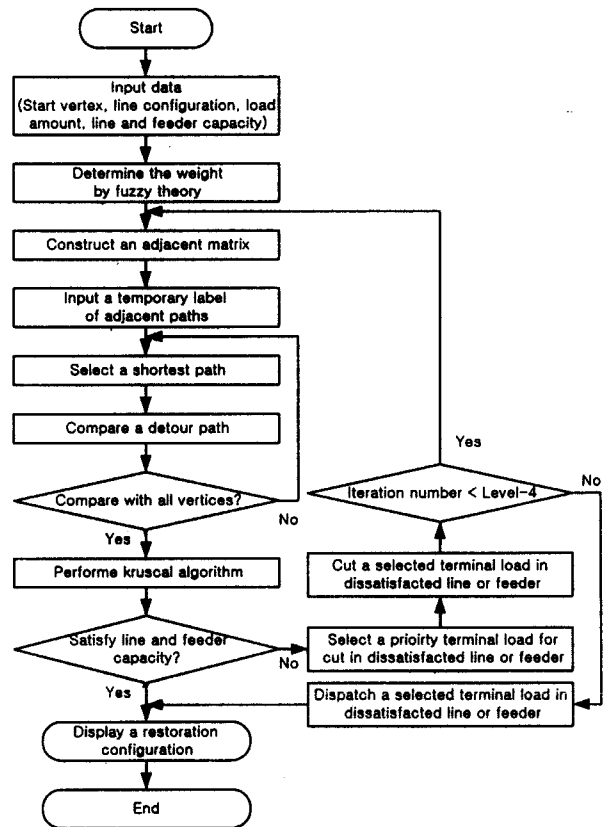 Start
Input data
(Start vertex, line configuration, load
amount, line and feeder capacity)
Determine the weight
by fuzzy theory
Construct an adjacent matrix
Input a temporary label
of adjacent paths
Select a shortest path
Compare a detour path
Compare with all vertices?
No
Yes
Performe kruscal algorithm
Satisfy line and feeder
capacity?
No
Yes
Display a restoration
configuration
End
Yes
Iteration number < Level-4
No
Cut a selected terminal load in
dissatisfacted line or feeder
Select a prioirty terminal load for
cut in dissatisfacted line or feeder
Dispatch a selected terminal load in
dissatisfacted line or feeder